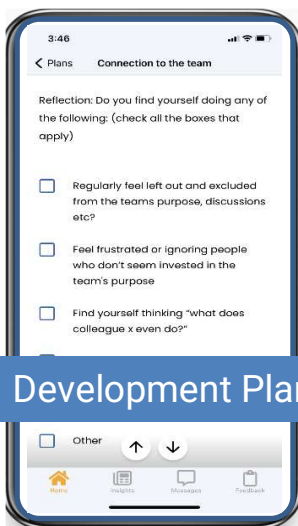 3:46
Plans Connection to the team
Reflection: Do you find yourself doing any of
the following: (check all the boxes that
apply)
Regularly feel left out and excluded
from the teams purpose, discussions
etc?
Feel frustrated or ignoring people
who don't seem invested in the
team's purpose
Find yourself thinking "what does
colleague x even do?"
Development Plan
Other
Home Insights Messages Feedback